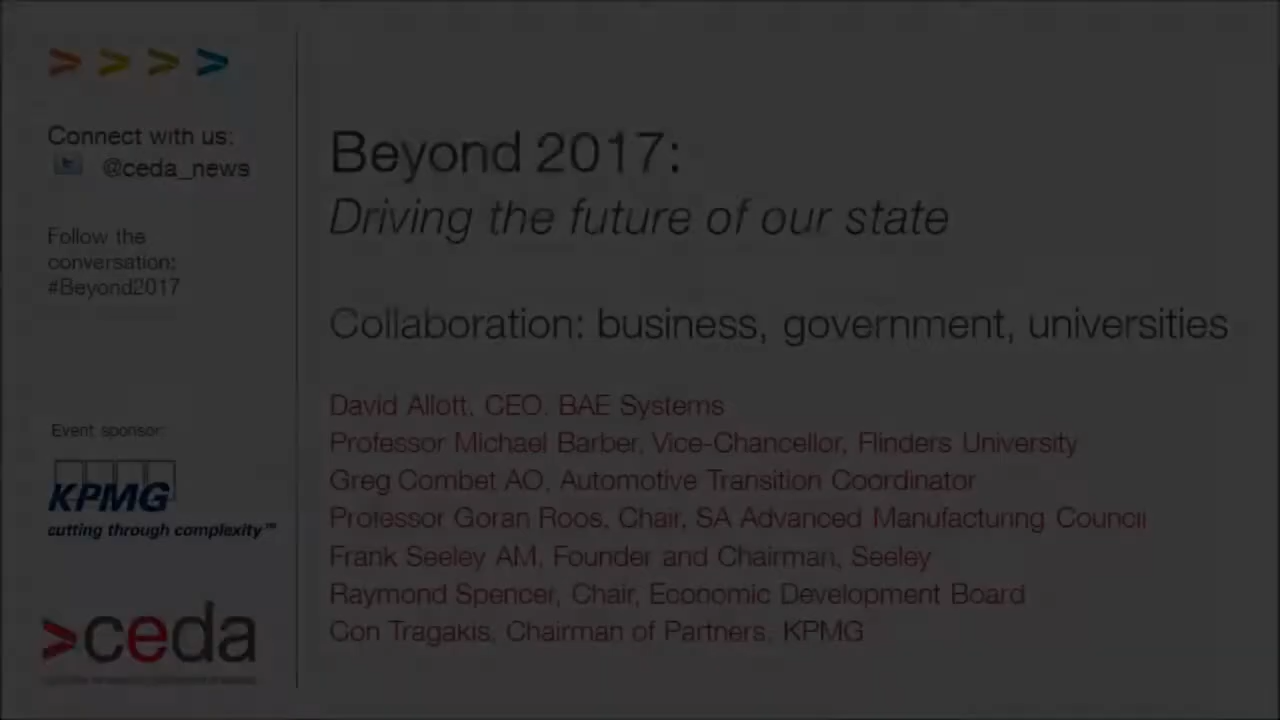 Connect with us:
@ceda_news
Follow the
conversation:
#Beyond2017
Event sponsor:
KPMG
cutting through complexity™
>ceda
Beyond 2017:
Driving the future of our state
Collaboration: business, government, universities
David Allott, CEO, BAE Systems
Professor Michael Barber, Vice-Chancellor, Flinders University
Greg Combet AO, Automotive Transition Coordinator
Professor Goran Roos, Chair, SA Advanced Manufacturing Council
Frank Seeley AM, Founder and Chairman, Seeley
Raymond Spencer, Chair, Economic Development Board
Con Tragakis, Chairman of Partners, KPMG